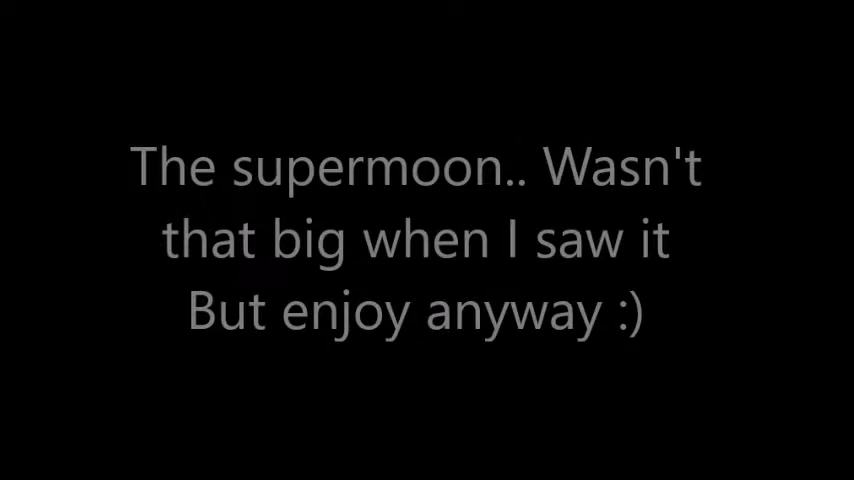 The supermoon.. Wasn't
that big when I saw it
But enjoy anyway :)